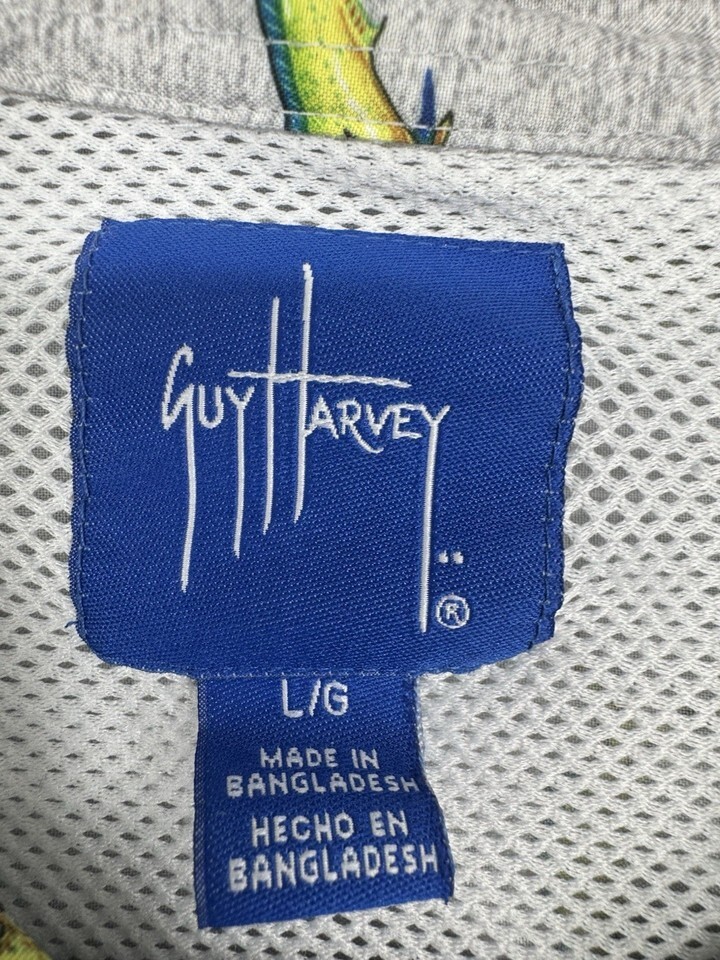 GUY HARVEY
®
L/G
MADE IN
BANGLADESH
HECHO EN
BANGLADESH